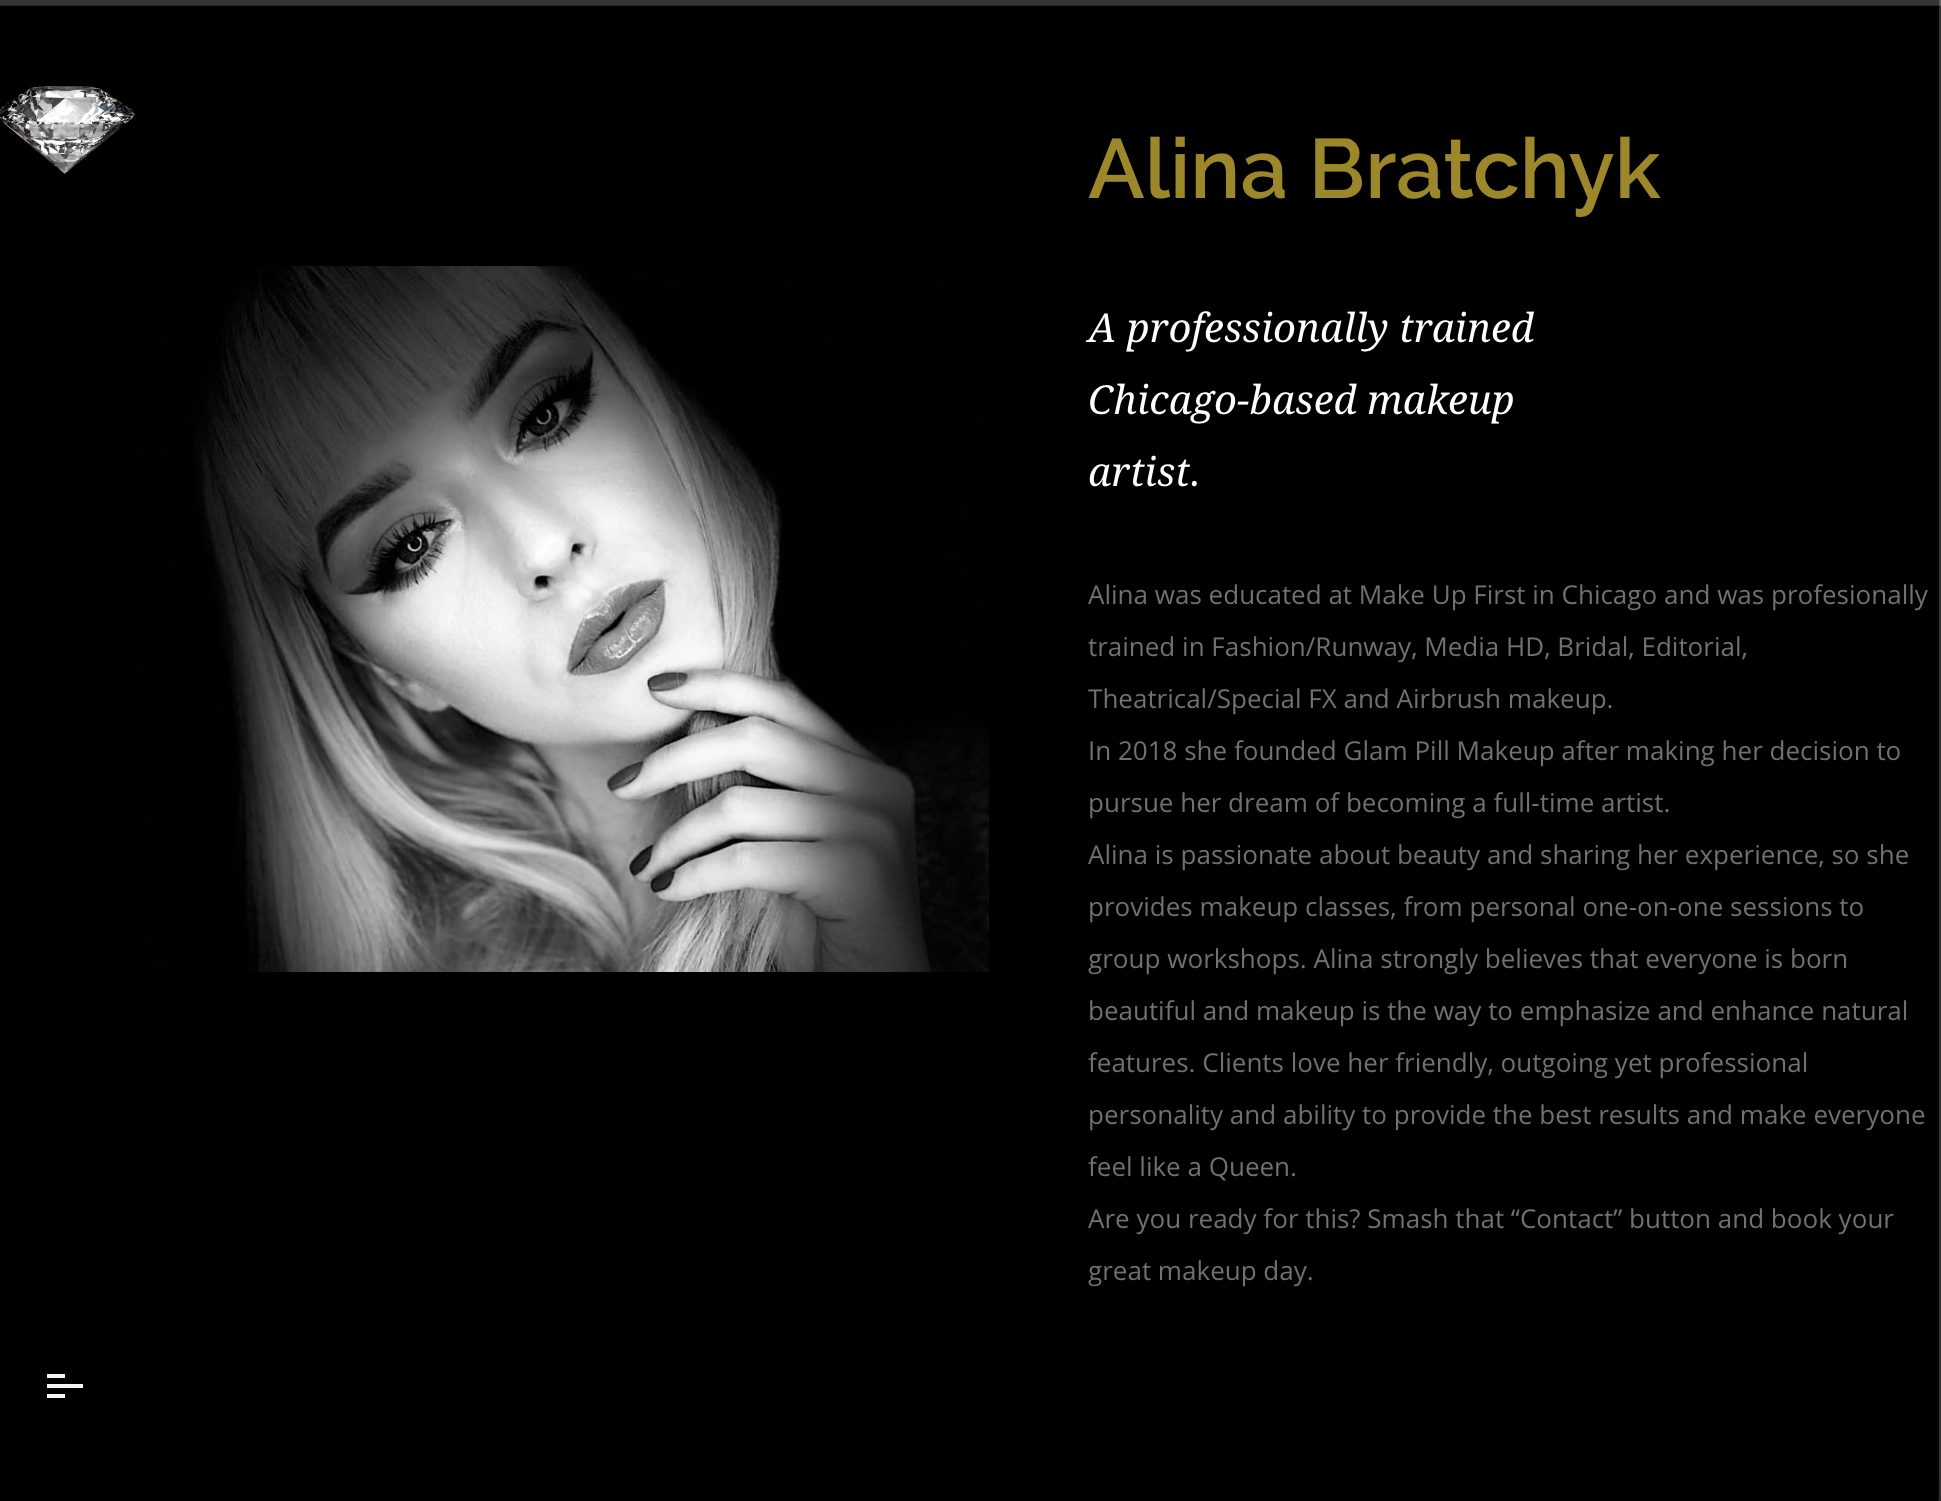 Alina Bratchyk
A professionally trained
Chicago-based makeup
artist.
Alina was educated at Make Up First in Chicago and was profesionally
trained in Fashion/Runway, Media HD, Bridal, Editorial,
Theatrical/Special FX and Airbrush makeup.
In 2018 she founded Glam Pill Makeup after making her decision to
pursue her dream of becoming a full-time artist.
Alina is passionate about beauty and sharing her experience, so she
provides makeup classes, from personal one-on-one sessions to
group workshops. Alina strongly believes that everyone is born
beautiful and makeup is the way to emphasize and enhance natural
features. Clients love her friendly, outgoing yet professional
personality and ability to provide the best results and make everyone
feel like a Queen.
Are you ready for this? Smash that “Contact” button and book your
great makeup day.